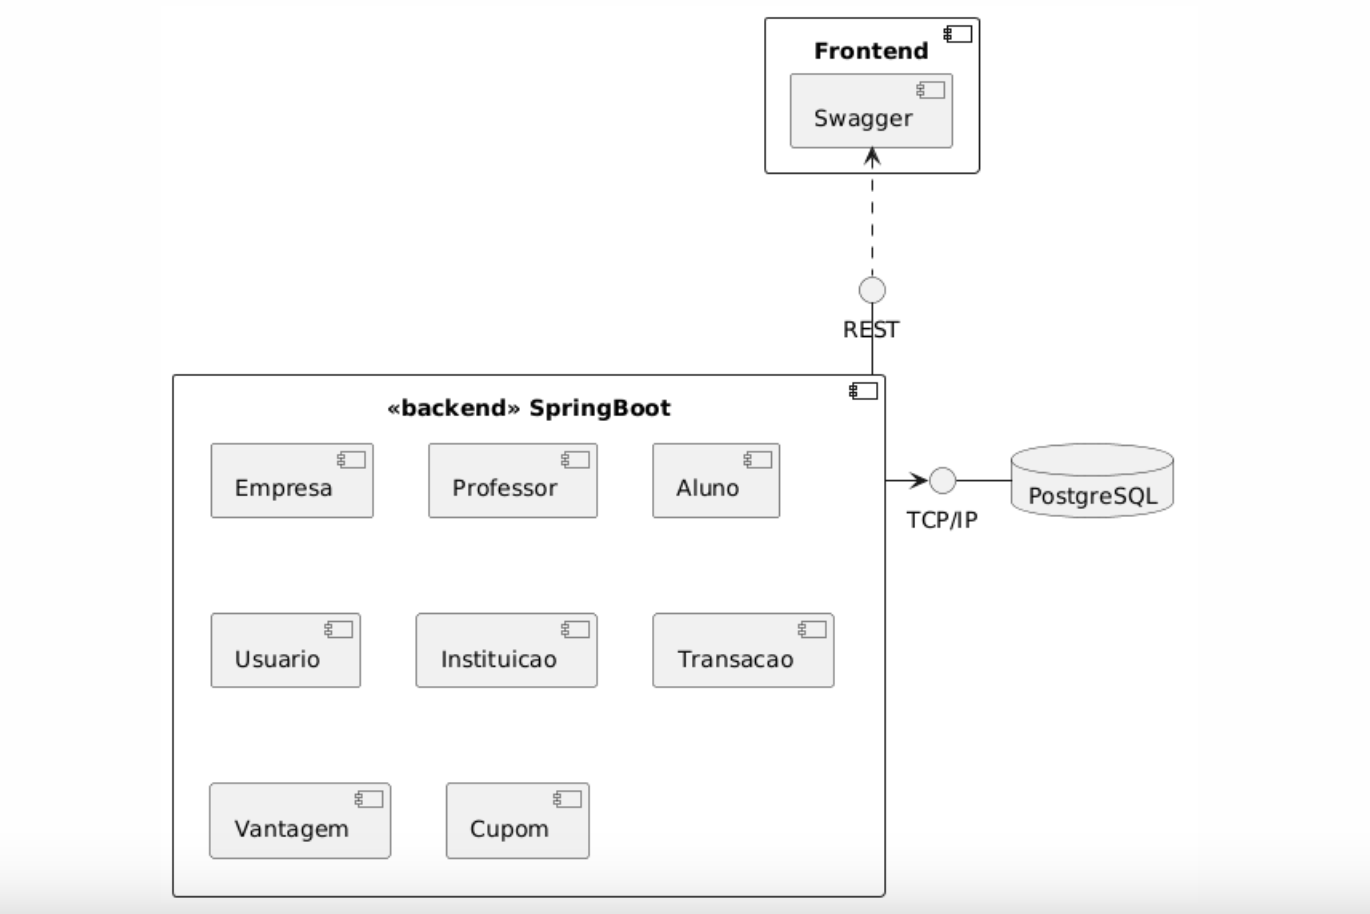 Frontend
Swagger
REST
«backend» SpringBoot
Empresa
Professor
Aluno
PostgreSQL
TCP/IP
Usuario
Instituicao
Transacao
Vantagem
Cupom